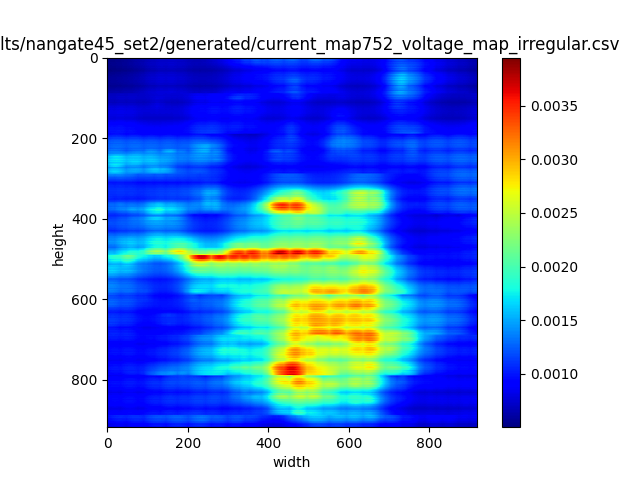 lts/nangate45_set2/generated/current_map752_voltage_map_irregular.csv
0
200
400
600
800
height
0 200 400 600 800
width
0.0035
0.0030
0.0025
0.0020
0.0015
0.0010